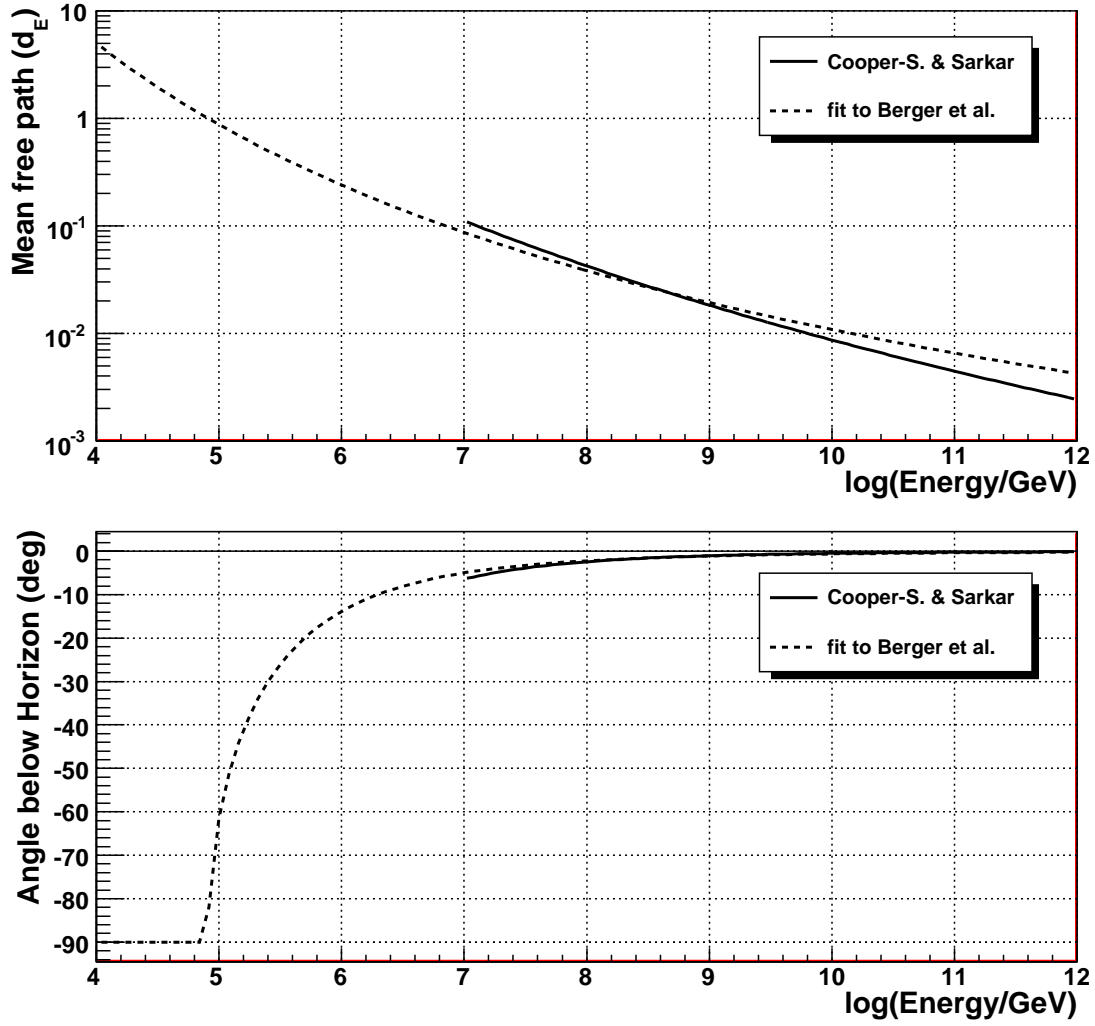 Mean free path (d_E)
10
1
10^-1
10^-2
10^-3
Cooper-S. & Sarkar
fit to Berger et al.
4 5 6 7 8 9 10 11 12
log(Energy/GeV)
Angle below Horizon (deg)
0
-10
-20
-30
-40
-50
-60
-70
-80
-90
Cooper-S. & Sarkar
fit to Berger et al.
4 5 6 7 8 9 10 11 12
log(Energy/GeV)